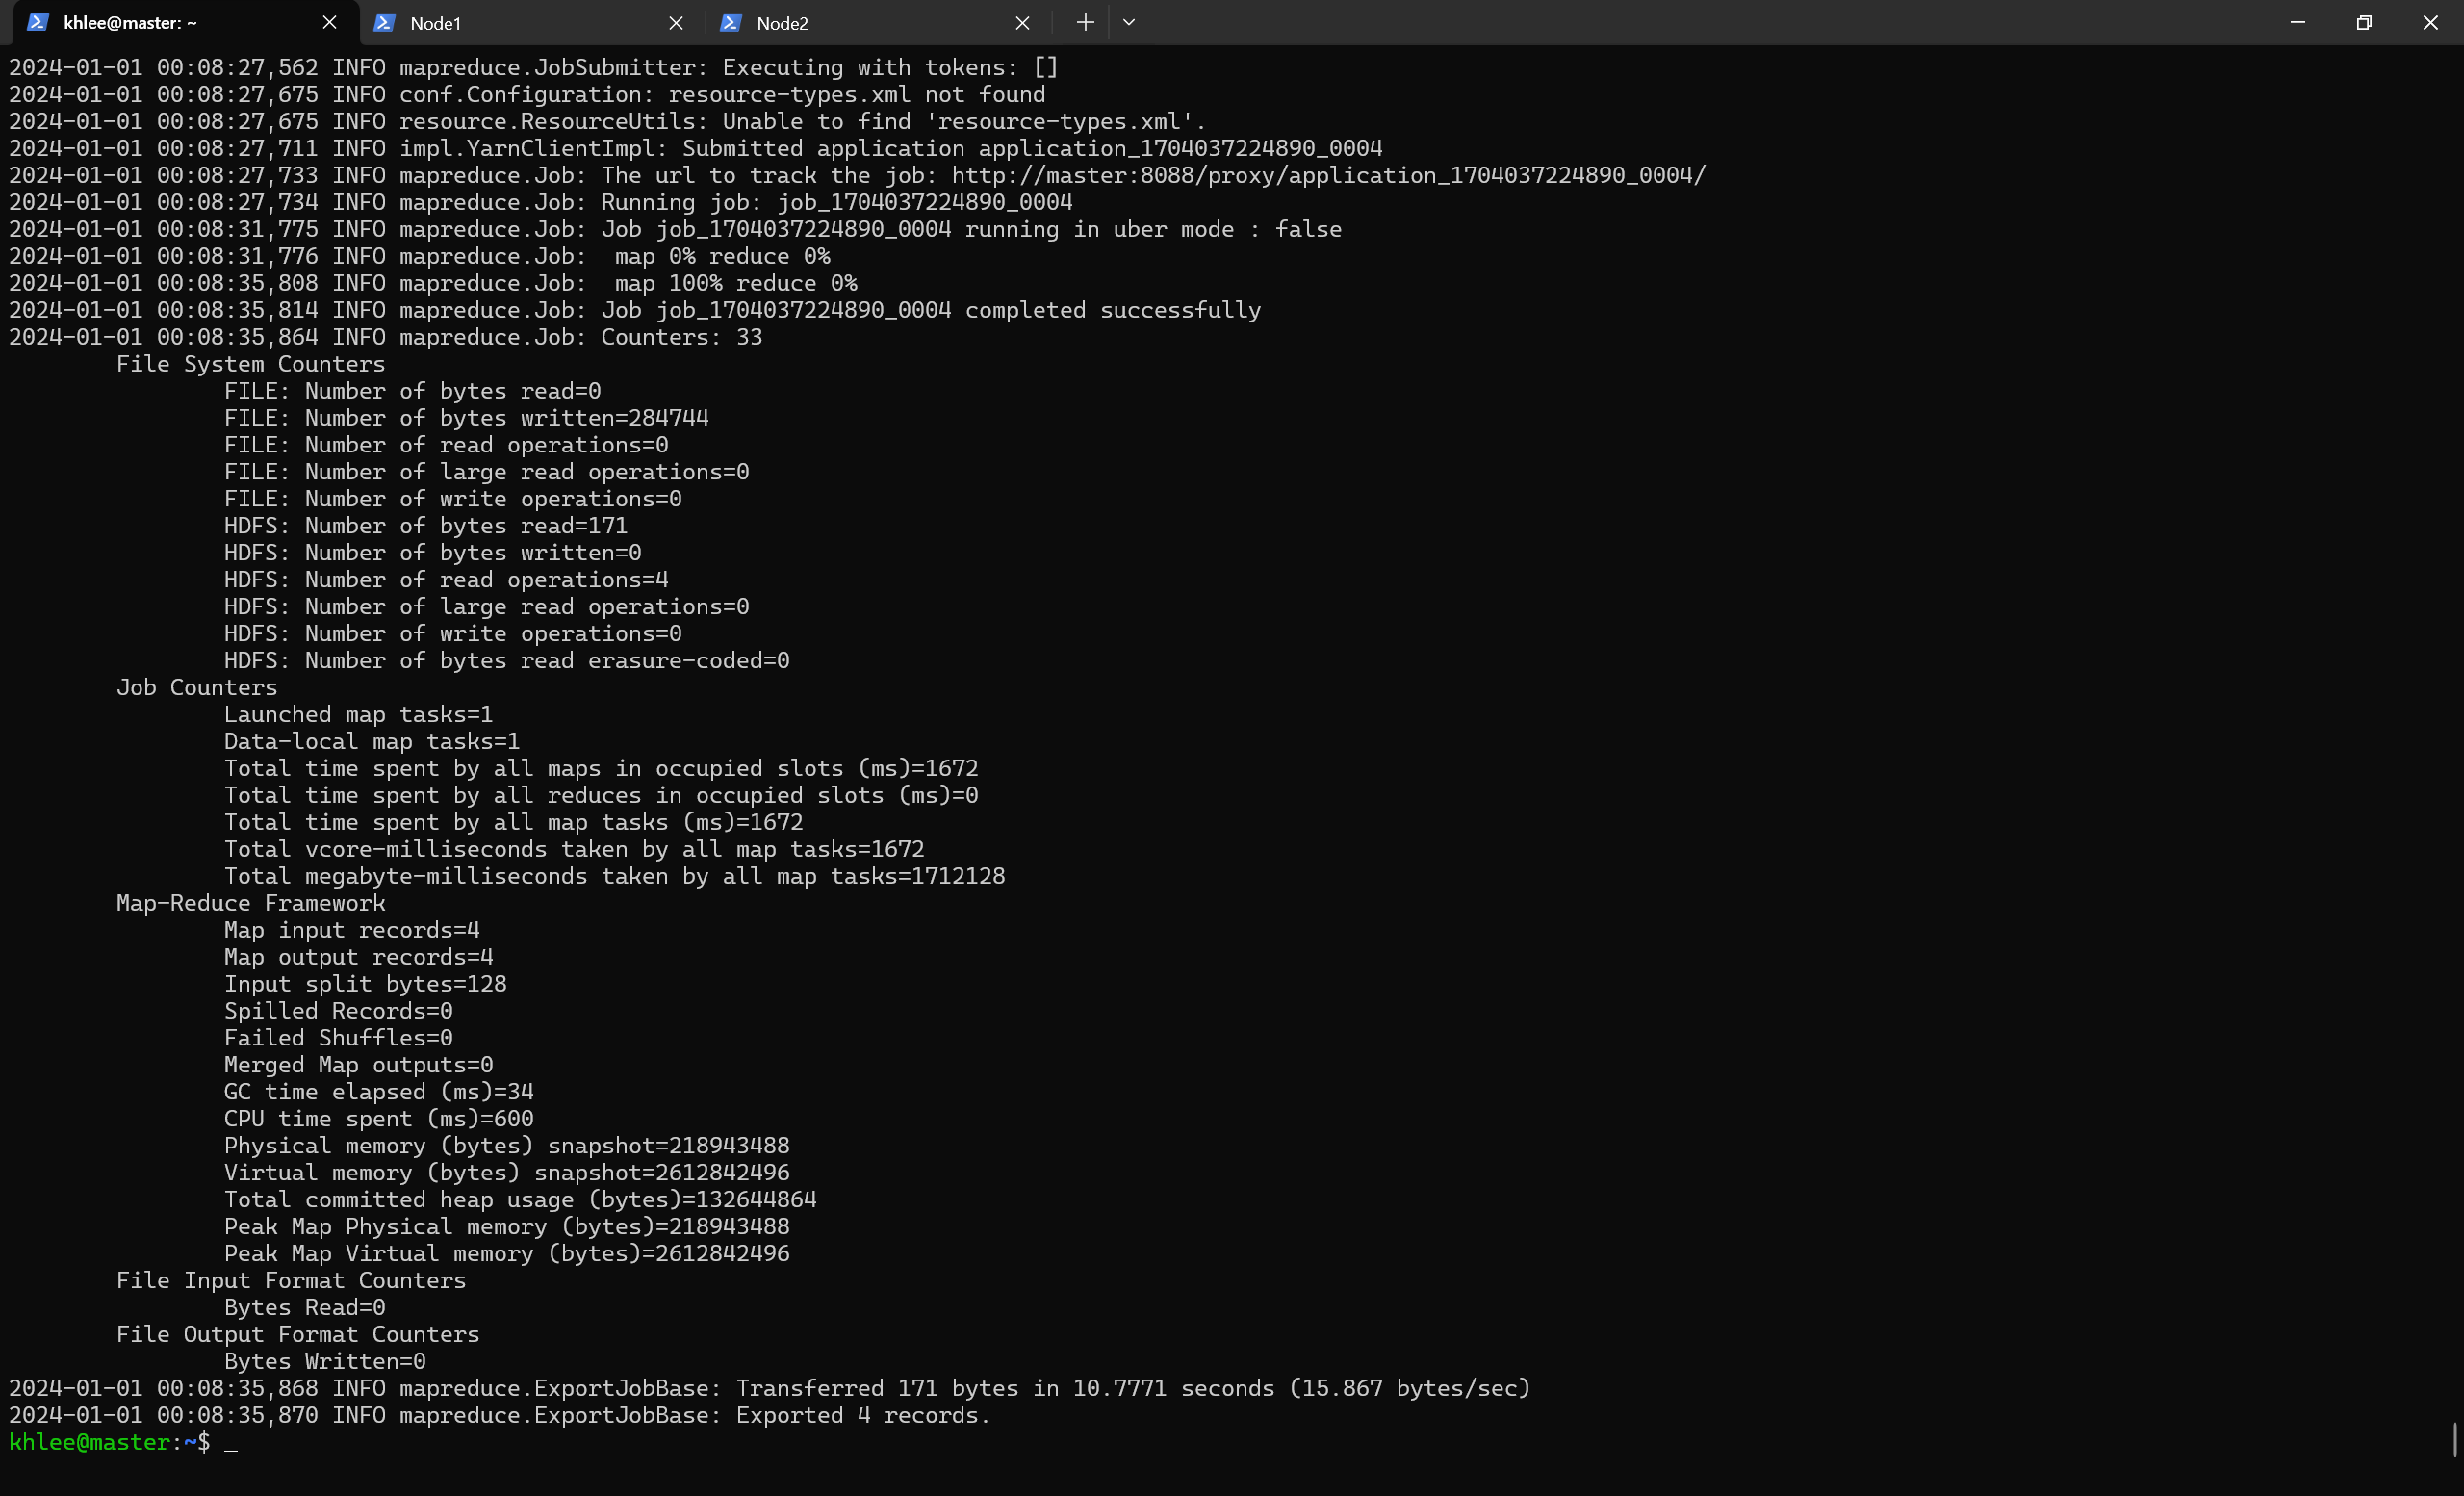 khlee@master: ~
Node1
Node2
2024-01-01 00:08:27,562 INFO mapreduce.JobSubmitter: Executing with tokens: []
2024-01-01 00:08:27,675 INFO conf.Configuration: resource-types.xml not found
2024-01-01 00:08:27,675 INFO resource.ResourceUtils: Unable to find 'resource-types.xml'.
2024-01-01 00:08:27,711 INFO impl.YarnClientImpl: Submitted application application_1704037224890_0004
2024-01-01 00:08:27,733 INFO mapreduce.Job: The url to track the job: http://master:8088/proxy/application_1704037224890_0004/
2024-01-01 00:08:27,734 INFO mapreduce.Job: Running job: job_1704037224890_0004
2024-01-01 00:08:31,775 INFO mapreduce.Job: Job job_1704037224890_0004 running in uber mode : false
2024-01-01 00:08:31,776 INFO mapreduce.Job:  map 0% reduce 0%
2024-01-01 00:08:35,808 INFO mapreduce.Job:  map 100% reduce 0%
2024-01-01 00:08:35,814 INFO mapreduce.Job: Job job_1704037224890_0004 completed successfully
2024-01-01 00:08:35,864 INFO mapreduce.Job: Counters: 33
File System Counters
FILE: Number of bytes read=0
FILE: Number of bytes written=284744
FILE: Number of read operations=0
FILE: Number of large read operations=0
FILE: Number of write operations=0
HDFS: Number of bytes read=171
HDFS: Number of bytes written=0
HDFS: Number of read operations=4
HDFS: Number of large read operations=0
HDFS: Number of write operations=0
HDFS: Number of bytes read erasure-coded=0
Job Counters
Launched map tasks=1
Data-local map tasks=1
Total time spent by all maps in occupied slots (ms)=1672
Total time spent by all reduces in occupied slots (ms)=0
Total time spent by all map tasks (ms)=1672
Total vcore-milliseconds taken by all map tasks=1672
Total megabyte-milliseconds taken by all map tasks=1712128
Map-Reduce Framework
Map input records=4
Map output records=4
Input split bytes=128
Spilled Records=0
Failed Shuffles=0
Merged Map outputs=0
GC time elapsed (ms)=34
CPU time spent (ms)=600
Physical memory (bytes) snapshot=218943488
Virtual memory (bytes) snapshot=2612842496
Total committed heap usage (bytes)=132644864
Peak Map Physical memory (bytes)=218943488
Peak Map Virtual memory (bytes)=2612842496
File Input Format Counters
Bytes Read=0
File Output Format Counters
Bytes Written=0
2024-01-01 00:08:35,868 INFO mapreduce.ExportJobBase: Transferred 171 bytes in 10.7771 seconds (15.867 bytes/sec)
2024-01-01 00:08:35,870 INFO mapreduce.ExportJobBase: Exported 4 records.
khlee@master:~$ _